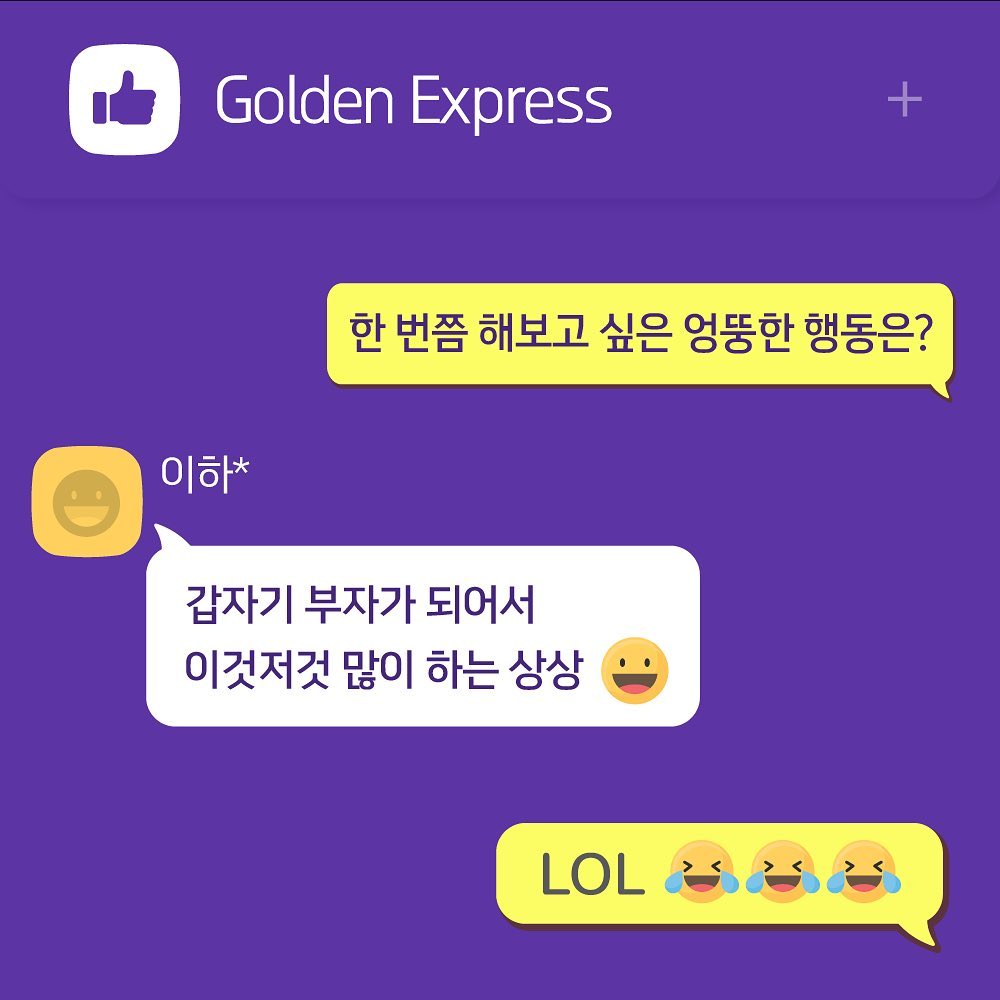 Golden Express
한 번쯤 해보고 싶은 엉뚱한 행동은?
이하*
갑자기 부자가 되어서
이것저것 많이 하는 상상 😀
LOL 😂😂😂